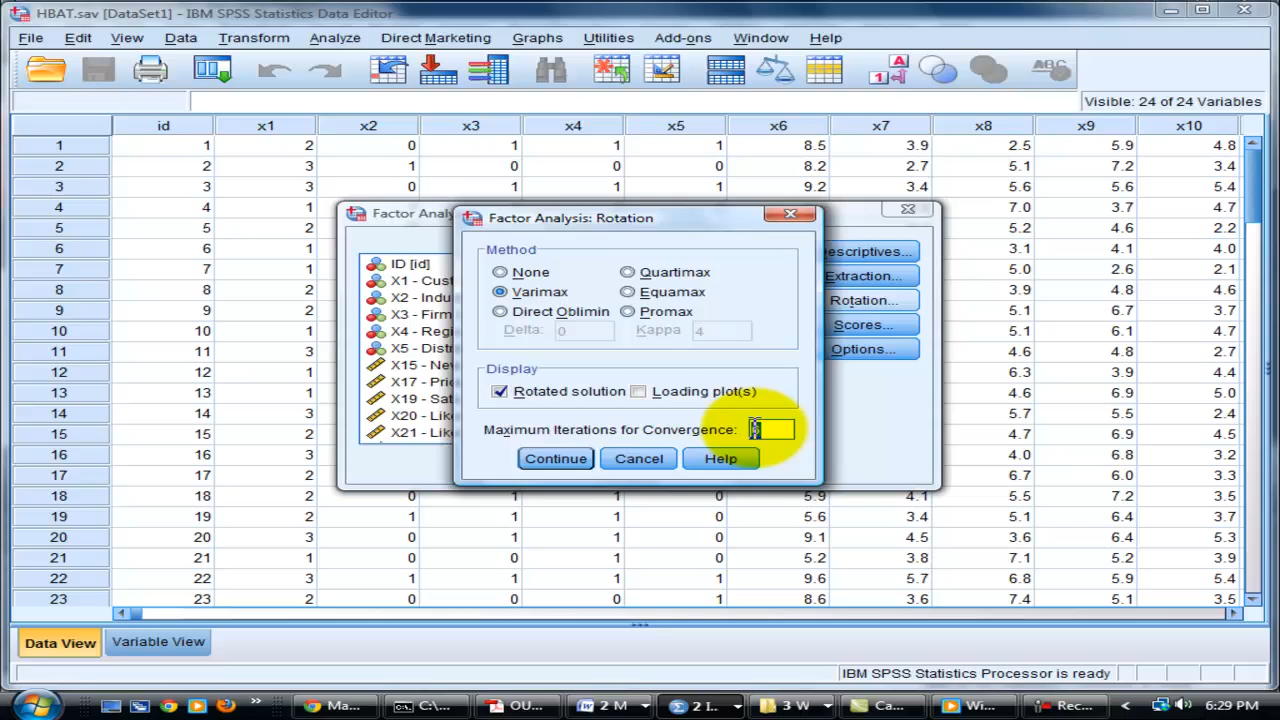 HBAT.sav [DataSet1] - IBM SPSS Statistics Data Editor
File Edit View Data Transform Analyze Direct Marketing Graphs Utilities Add-ons Window Help
Visible: 24 of 24 Variables
id x1 x2 x3 x4 x5 x6 x7 x8 x9 x10
1 1 2 0 1 1 1 8.5 3.9 2.5 5.9 4.8
2 2 3 1 0 0 0 8.2 2.7 5.1 7.2 3.4
3 3 3 0 1 1 1 9.2 3.4 5.6 5.6 5.4
4 4 1 7.0 3.7 4.7
5 5 2 5.2 4.6 2.2
6 6 1 3.1 4.1 4.0
7 7 1 5.0 2.6 2.1
8 8 2 3.9 4.8 4.6
9 9 2 5.1 6.7 3.7
10 10 1 5.1 6.1 4.7
11 11 3 4.6 4.8 2.7
12 12 2 6.3 3.9 4.4
13 13 1 6.9 5.0
14 14 3 5.7 5.5 2.4
15 15 2 4.0 6.8 3.2
16 16 1 5.4
17 17 2 6.7 6.0 3.3
18 18 2 0 1 1 0 5.9 4.1 5.5 7.2 3.5
19 19 2 1 1 1 0 5.6 3.4 5.1 6.4 3.7
20 20 3 0 1 1 0 9.1 4.5 3.6 6.4 5.3
21 21 1 0 0 1 0 5.2 3.8 7.1 5.2 3.9
22 22 3 1 1 1 1 9.6 5.7 6.8 5.9 5.4
23 23 2 0 0 0 1 8.6 3.6 7.4 5.1 3.5
Factor Analy
ID [id]
X1 - Cust
X2 - Indu
X3 - Firm
X4 - Regi
X5 - Distr
X15 - Nev
X17 - Pric
X19 - Sat
X20 - Like
X21 - Like
escriptives...
Extraction...
Rotation...
Scores...
Options...
Factor Analysis: Rotation
Method
None Quartimax
Varimax Equamax
Direct Oblimin Promax
Delta: 0 Kappa 4
Display
Rotated solution Loading plot(s)
Maximum Iterations for Convergence:
Continue Cancel Help
Data View Variable View
IBM SPSS Statistics Processor is ready
Ma... C:\... OU... 2 M 2 I... 3 W Ca... Wi... Rec... 6:29 PM